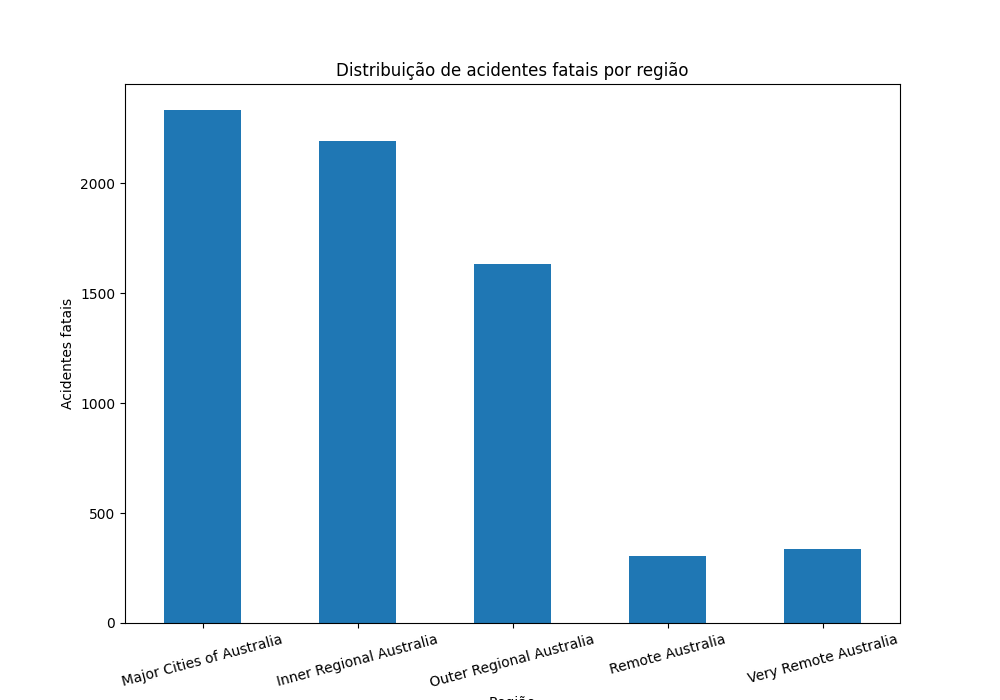 Distribuição de acidentes fatais por região
Acidentes fatais
2000
1500
1000
500
0
Major Cities of Australia
Inner Regional Australia
Outer Regional Australia
Remote Australia
Very Remote Australia
Região